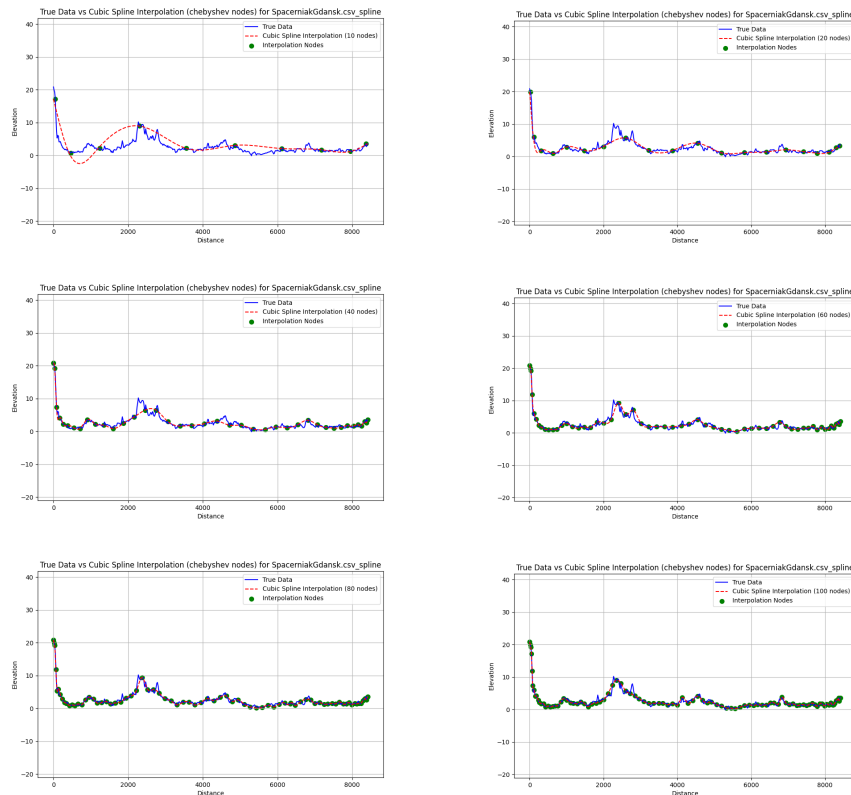 True Data vs Cubic Spline Interpolation (chebyshev nodes) for SpacerniakGdansk.csv_spline
True Data
Cubic Spline Interpolation (10 nodes)
Interpolation Nodes
Elevation
40
30
20
10
0
−10
−20
0 2000 4000 6000 8000
Distance
True Data vs Cubic Spline Interpolation (chebyshev nodes) for SpacerniakGdansk.csv_spline
True Data
Cubic Spline Interpolation (20 nodes)
Interpolation Nodes
Elevation
40
30
20
10
0
−10
−20
0 2000 4000 6000 8000
Distance
True Data vs Cubic Spline Interpolation (chebyshev nodes) for SpacerniakGdansk.csv_spline
True Data
Cubic Spline Interpolation (40 nodes)
Interpolation Nodes
Elevation
40
30
20
10
0
−10
−20
0 2000 4000 6000 8000
Distance
True Data vs Cubic Spline Interpolation (chebyshev nodes) for SpacerniakGdansk.csv_spline
True Data
Cubic Spline Interpolation (60 nodes)
Interpolation Nodes
Elevation
40
30
20
10
0
−10
−20
0 2000 4000 6000 8000
Distance
True Data vs Cubic Spline Interpolation (chebyshev nodes) for SpacerniakGdansk.csv_spline
True Data
Cubic Spline Interpolation (80 nodes)
Interpolation Nodes
Elevation
40
30
20
10
0
−10
−20
0 2000 4000 6000 8000
Distance
True Data vs Cubic Spline Interpolation (chebyshev nodes) for SpacerniakGdansk.csv_spline
True Data
Cubic Spline Interpolation (100 nodes)
Interpolation Nodes
Elevation
40
30
20
10
0
−10
−20
0 2000 4000 6000 8000
Distance